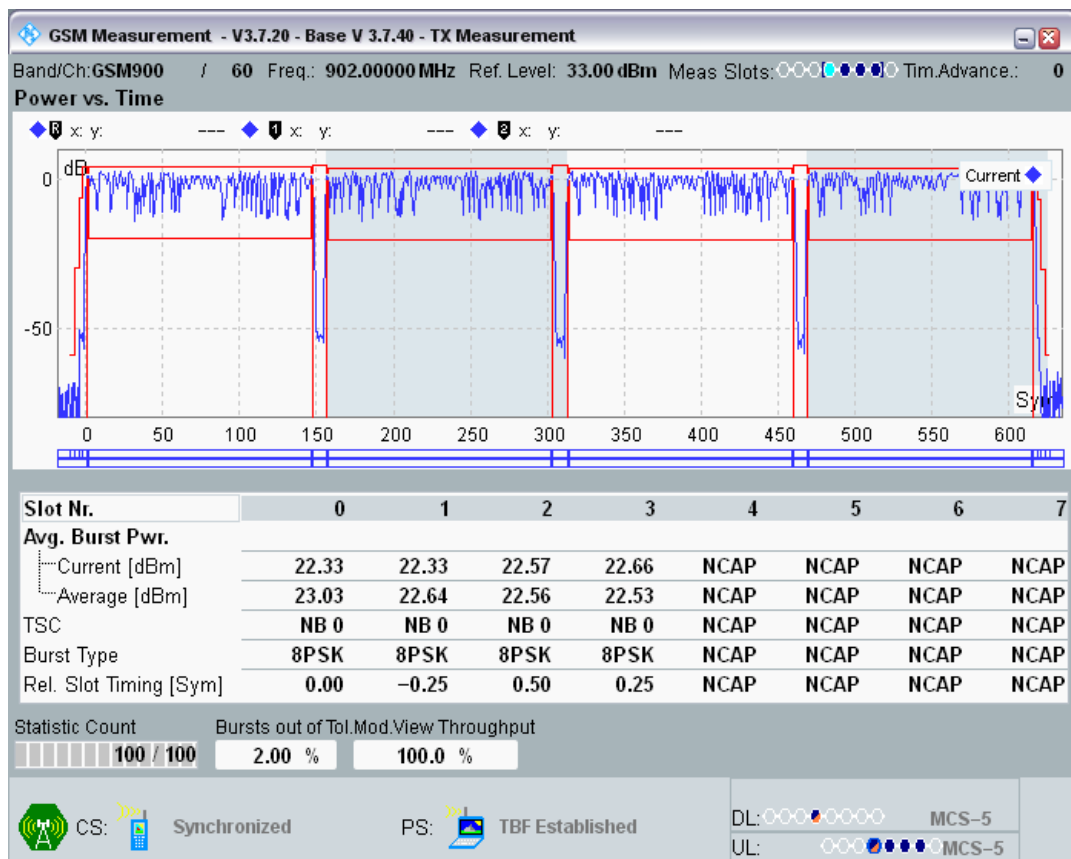 GSM Measurement - V3.7.20 - Base V 3.7.40 - TX Measurement
Band/Ch:GSM900 / 60 Freq.: 902.00000 MHz Ref. Level: 33.00 dBm Meas Slots: Tim.Advance.: 0
Power vs. Time
R x: y: --- 1 x: y: --- 2 x: y: ---
dB
Current
0
-50
Sym
0 50 100 150 200 250 300 350 400 450 500 550 600
Slot Nr. 0 1 2 3 4 5 6 7
Avg. Burst Pwr.
Current [dBm] 22.33 22.33 22.57 22.66 NCAP NCAP NCAP NCAP
Average [dBm] 23.03 22.64 22.56 22.53 NCAP NCAP NCAP NCAP
TSC NB 0 NB 0 NB 0 NB 0 NCAP NCAP NCAP NCAP
Burst Type 8PSK 8PSK 8PSK 8PSK NCAP NCAP NCAP NCAP
Rel. Slot Timing [Sym] 0.00 −0.25 0.50 0.25 NCAP NCAP NCAP NCAP
Statistic Count Bursts out of Tol.Mod.View Throughput
100 / 100 2.00 % 100.0 %
CS: Synchronized PS: TBF Established
DL: MCS−5
UL: MCS−5